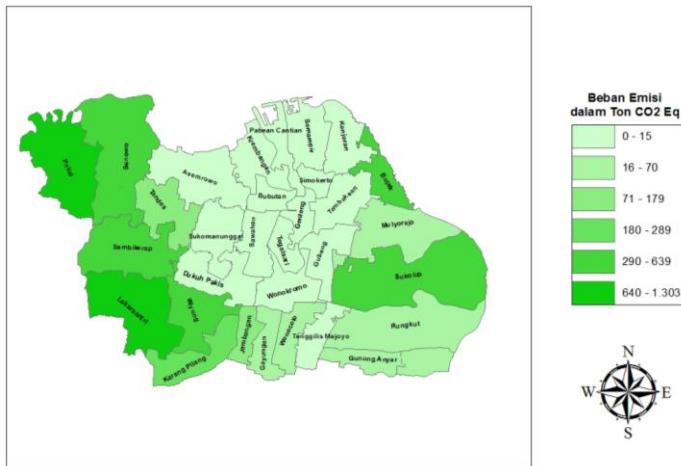 Beban Emisi
dalam Ton CO2 Eq
0 - 15
16 - 70
71 - 179
180 - 289
290 - 639
640 - 1.303
N
W E
S
Pakal
Benowo
Asemrowo
Krembangan
Pabean Cantian
Semampir
Kenjeran
Bulak
Tandes
Bubutan
Simokerto
Tambaksari
Genteng
Mulyorejo
Sambikerep
Sukomanunggal
Sawahan
Tegalsari
Gubeng
Sukolilo
Dukuh Pakis
Wonokromo
Lakarsantri
Wiyung
Jambangan
Gayungan
Wonocolo
Tenggilis Mejoyo
Rungkut
Karang Pilang
Gunung Anyar